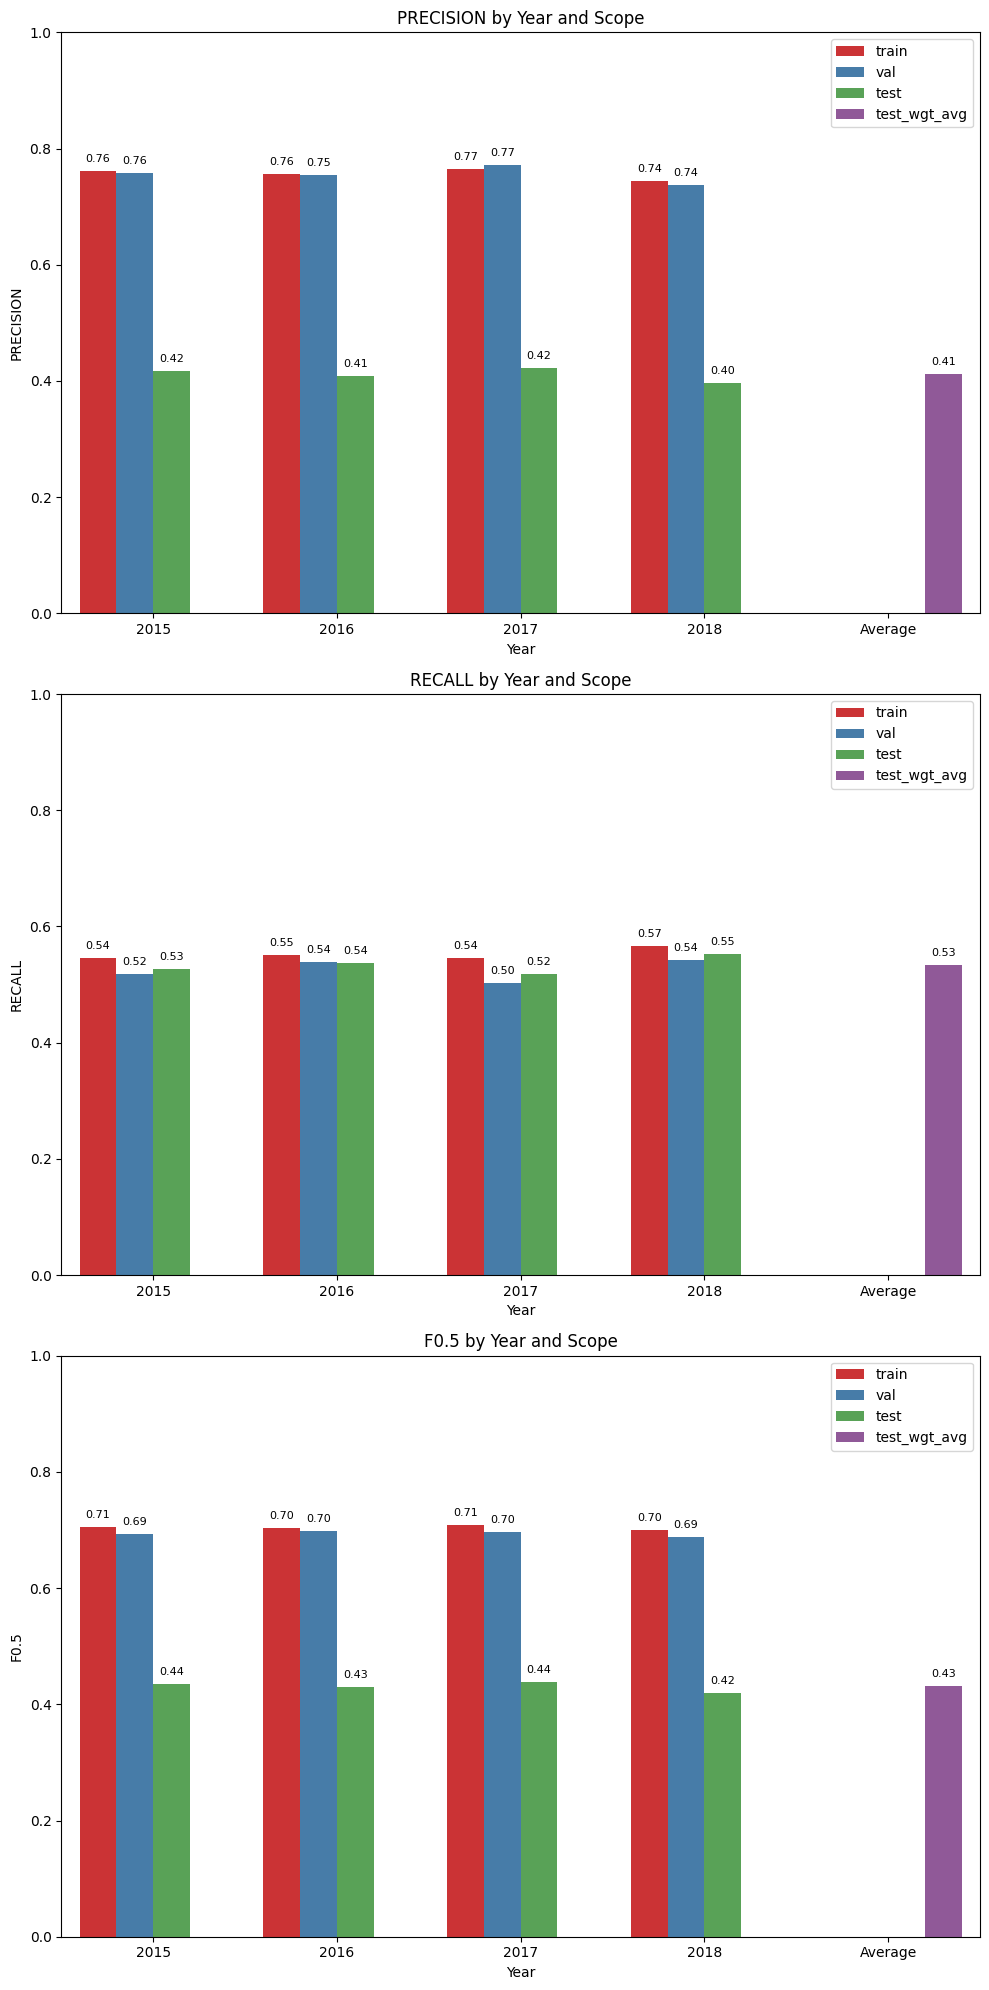 PRECISION by Year and Scope
1.0
0.8
0.6
0.4
0.2
0.0
PRECISION
train
val
test
test_wgt_avg
0.76 0.76 0.42
0.76 0.75 0.41
0.77 0.77 0.42
0.74 0.74 0.40
0.41
2015 2016 2017 2018 Average
Year
RECALL by Year and Scope
1.0
0.8
0.6
0.4
0.2
0.0
RECALL
train
val
test
test_wgt_avg
0.54 0.52 0.53
0.55 0.54 0.54
0.54 0.50 0.52
0.57 0.54 0.55
0.53
2015 2016 2017 2018 Average
Year
F0.5 by Year and Scope
1.0
0.8
0.6
0.4
0.2
0.0
F0.5
train
val
test
test_wgt_avg
0.71 0.69 0.44
0.70 0.70 0.43
0.71 0.70 0.44
0.70 0.69 0.42
0.43
2015 2016 2017 2018 Average
Year